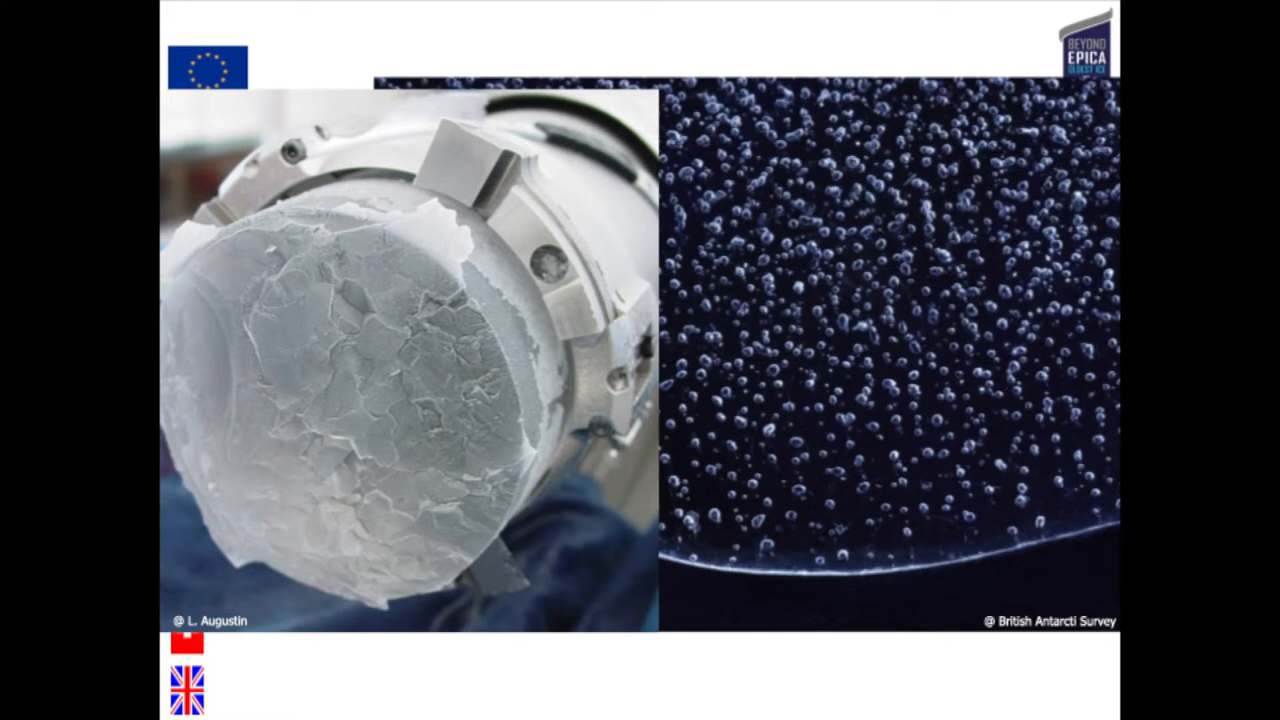 BEYOND
EPICA
OLDEST ICE
@ L. Augustin
@ British Antarcti Survey